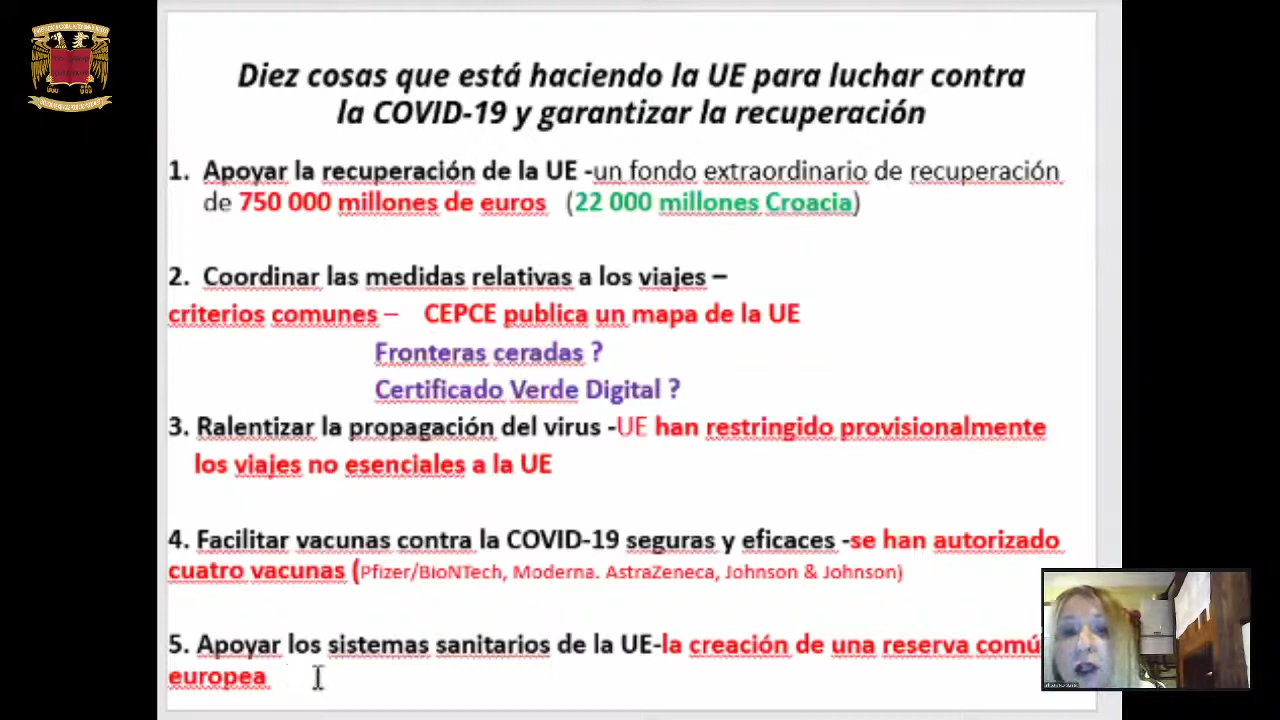 Diez cosas que está haciendo la UE para luchar contra
la COVID-19 y garantizar la recuperación
1. Apoyar la recuperación de la UE -un fondo extraordinario de recuperación
de 750 000 millones de euros (22 000 millones Croacia)
2. Coordinar las medidas relativas a los viajes –
criterios comunes – CEPCE publica un mapa de la UE
Fronteras ceradas ?
Certificado Verde Digital ?
3. Ralentizar la propagación del virus -UE han restringido provisionalmente
los viajes no esenciales a la UE
4. Facilitar vacunas contra la COVID-19 seguras y eficaces -se han autorizado
cuatro vacunas (Pfizer/BioNTech, Moderna. AstraZeneca, Johnson & Johnson)
5. Apoyar los sistemas sanitarios de la UE-la creación de una reserva comú
europea